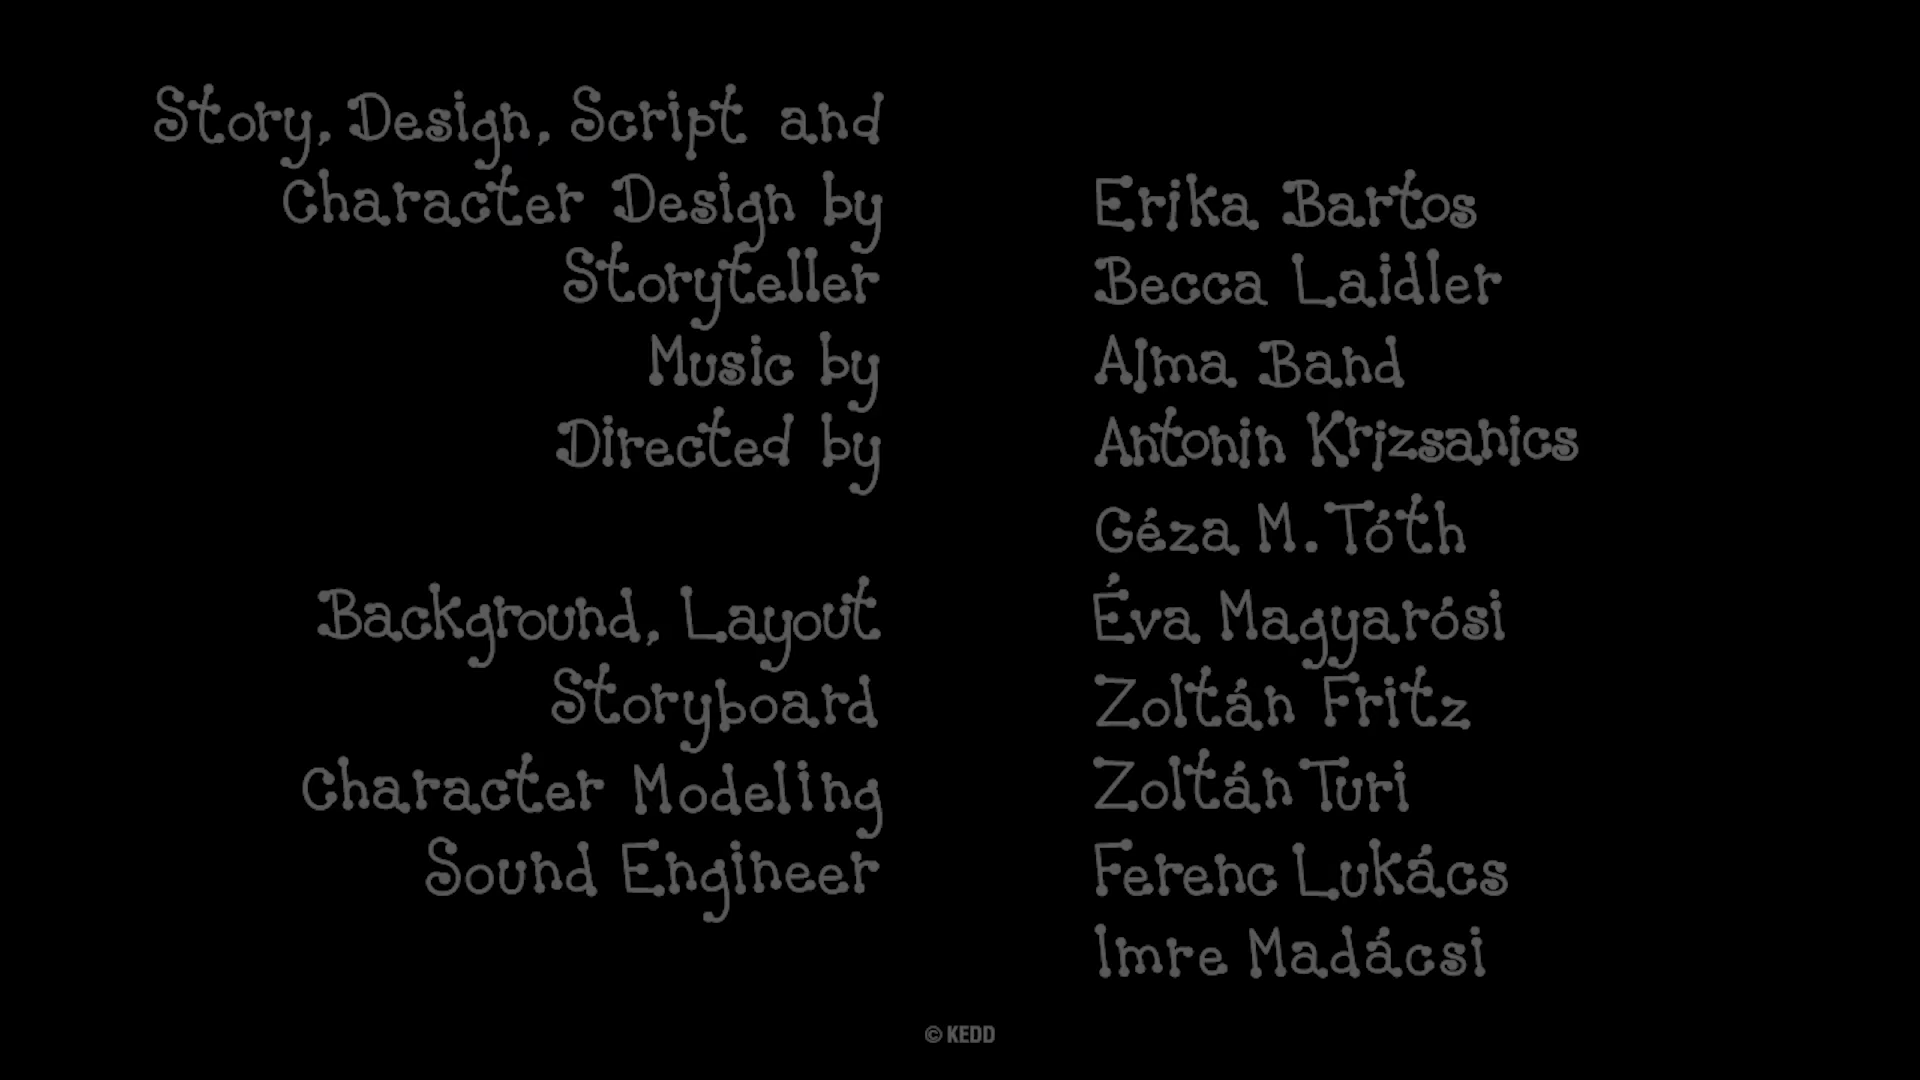 Story, Design, Script and
Character Design by Erika Bartos
Storyteller Becca Laidler
Music by Alma Band
Directed by Antonin Krizsanics
Géza M. Tóth
Background, Layout Éva Magyarósi
Storyboard Zoltán Fritz
Character Modeling Zoltán Turi
Sound Engineer Ferenc Lukács
Imre Madácsi
© KEDD